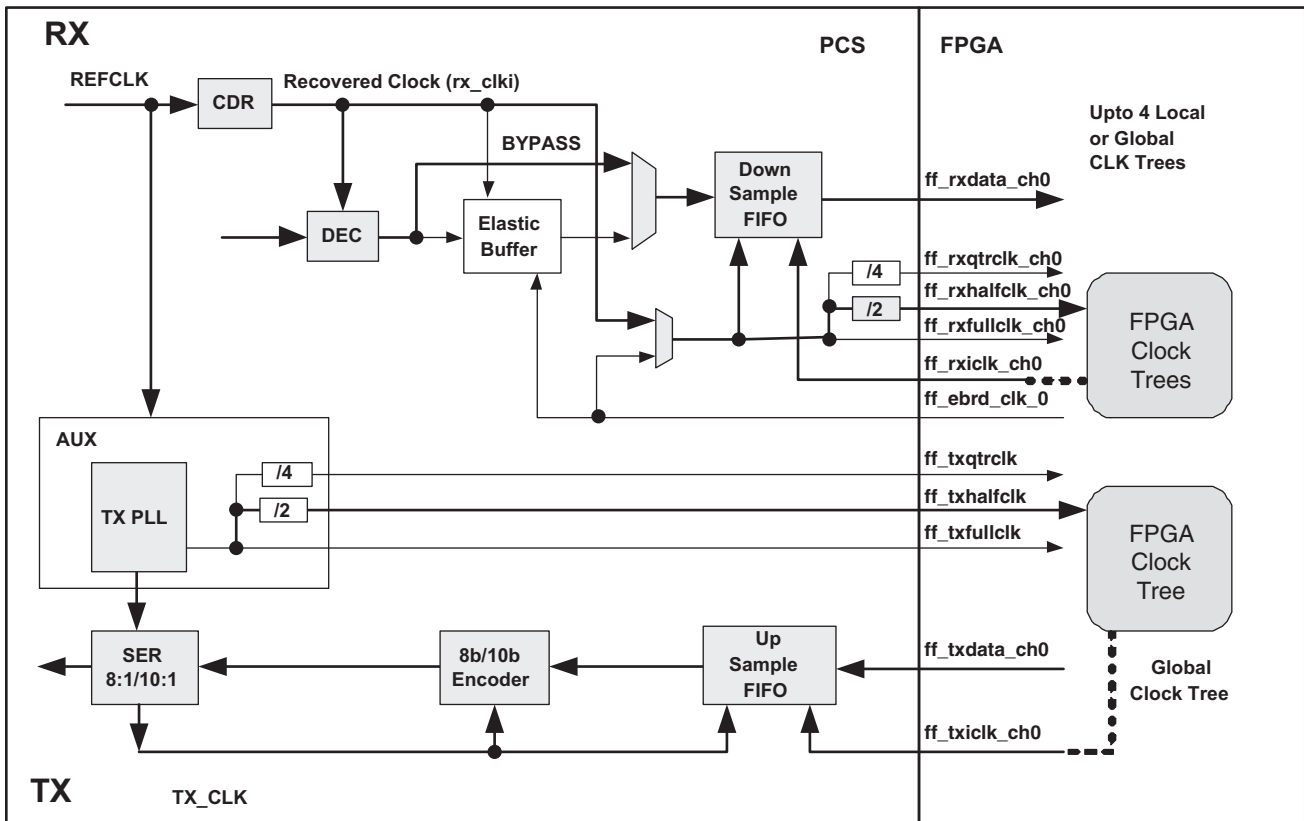 RX
PCS
FPGA
REFCLK
CDR
Recovered Clock (rx_clki)
Upto 4 Local
or Global
CLK Trees
BYPASS
Down
Sample
FIFO
ff_rxdata_ch0
DEC
Elastic
Buffer
/4
ff_rxqtrclk_ch0
/2
ff_rxhalfclk_ch0
ff_rxfullclk_ch0
FPGA
Clock
Trees
ff_rxiclk_ch0
ff_ebrd_clk_0
AUX
TX PLL
/4
ff_txqtrclk
/2
ff_txhalfclk
ff_txfullclk
FPGA
Clock
Tree
SER
8:1/10:1
8b/10b
Encoder
Up
Sample
FIFO
ff_txdata_ch0
Global
Clock Tree
ff_txiclk_ch0
TX
TX_CLK